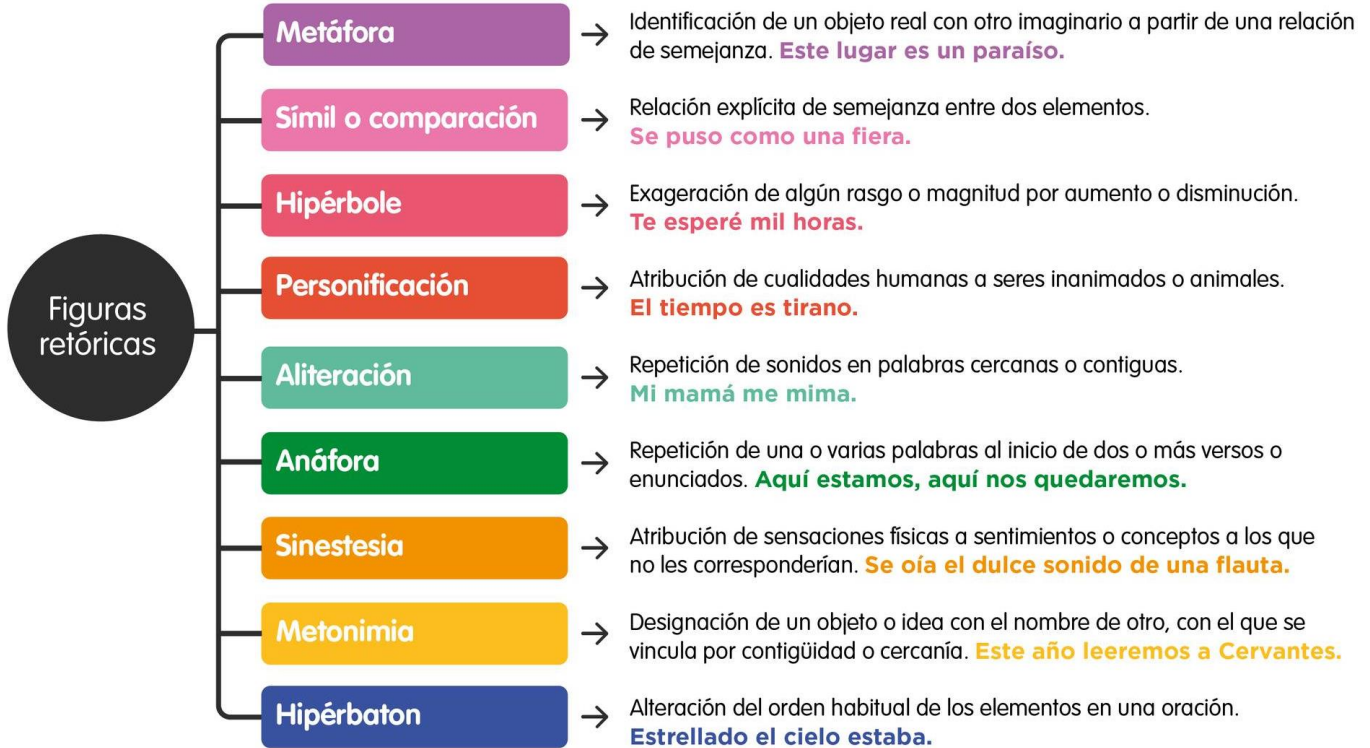 Figuras
retóricas
Metáfora
Identificación de un objeto real con otro imaginario a partir de una relación
de semejanza. Este lugar es un paraíso.
Símil o comparación
Relación explícita de semejanza entre dos elementos.
Se puso como una fiera.
Hipérbole
Exageración de algún rasgo o magnitud por aumento o disminución.
Te esperé mil horas.
Personificación
Atribución de cualidades humanas a seres inanimados o animales.
El tiempo es tirano.
Aliteración
Repetición de sonidos en palabras cercanas o contiguas.
Mi mamá me mima.
Anáfora
Repetición de una o varias palabras al inicio de dos o más versos o
enunciados. Aquí estamos, aquí nos quedaremos.
Sinestesia
Atribución de sensaciones físicas a sentimientos o conceptos a los que
no les corresponderían. Se oía el dulce sonido de una flauta.
Metonimia
Designación de un objeto o idea con el nombre de otro, con el que se
vincula por contigüidad o cercanía. Este año leeremos a Cervantes.
Hipérbaton
Alteración del orden habitual de los elementos en una oración.
Estrellado el cielo estaba.